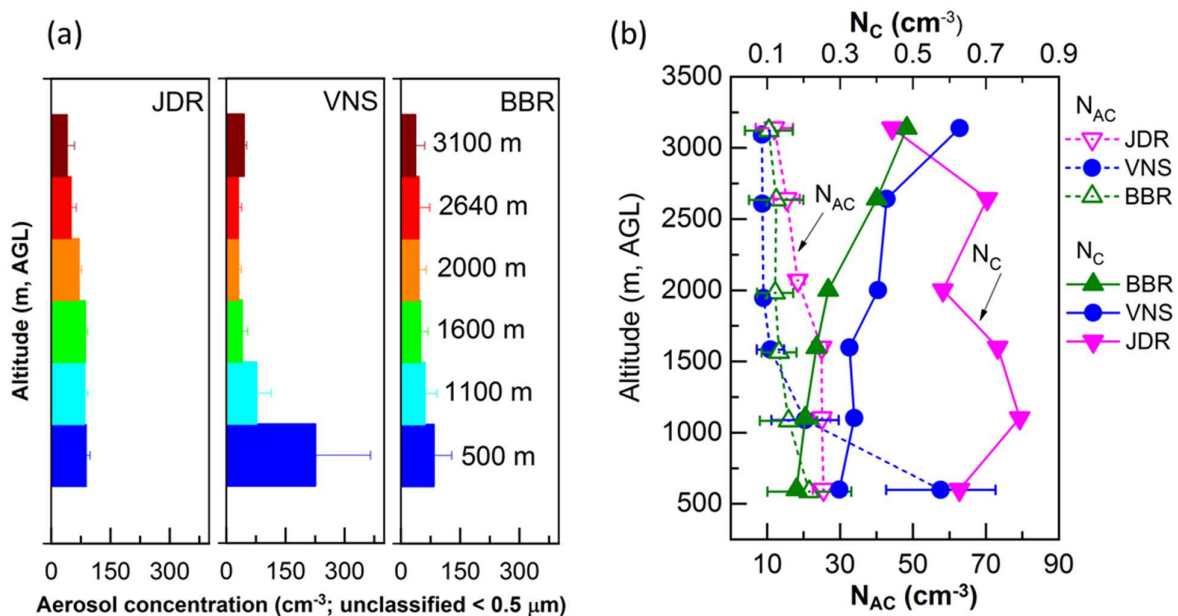 (a)
JDR
VNS
BBR
3100 m
2640 m
2000 m
1600 m
1100 m
500 m
Altitude (m, AGL)
0 150 300 0 150 300 0 150 300
Aerosol concentration (cm⁻³; unclassified < 0.5 μm)
(b)
N_C (cm⁻³)
0.1 0.3 0.5 0.7 0.9
3500
3000
2500
2000
1500
1000
500
Altitude (m, AGL)
N_AC
N_C
10 30 50 70 90
N_AC (cm⁻³)
N_AC
JDR
VNS
BBR
N_C
BBR
VNS
JDR